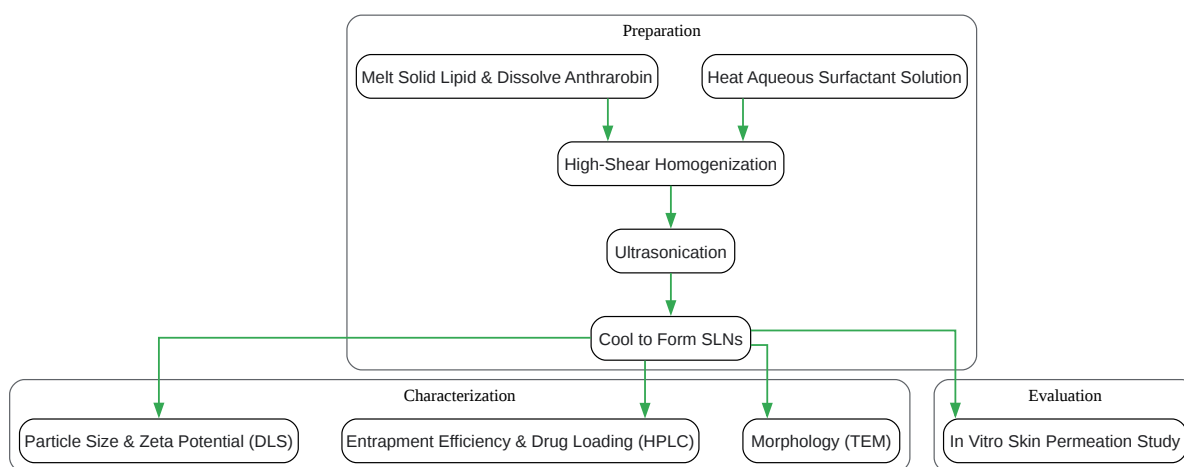 Preparation
Melt Solid Lipid & Dissolve Anthrarobin
Heat Aqueous Surfactant Solution
High-Shear Homogenization
Ultrasonication
Cool to Form SLNs
Characterization
Evaluation
Particle Size & Zeta Potential (DLS)
Entrapment Efficiency & Drug Loading (HPLC)
Morphology (TEM)
In Vitro Skin Permeation Study